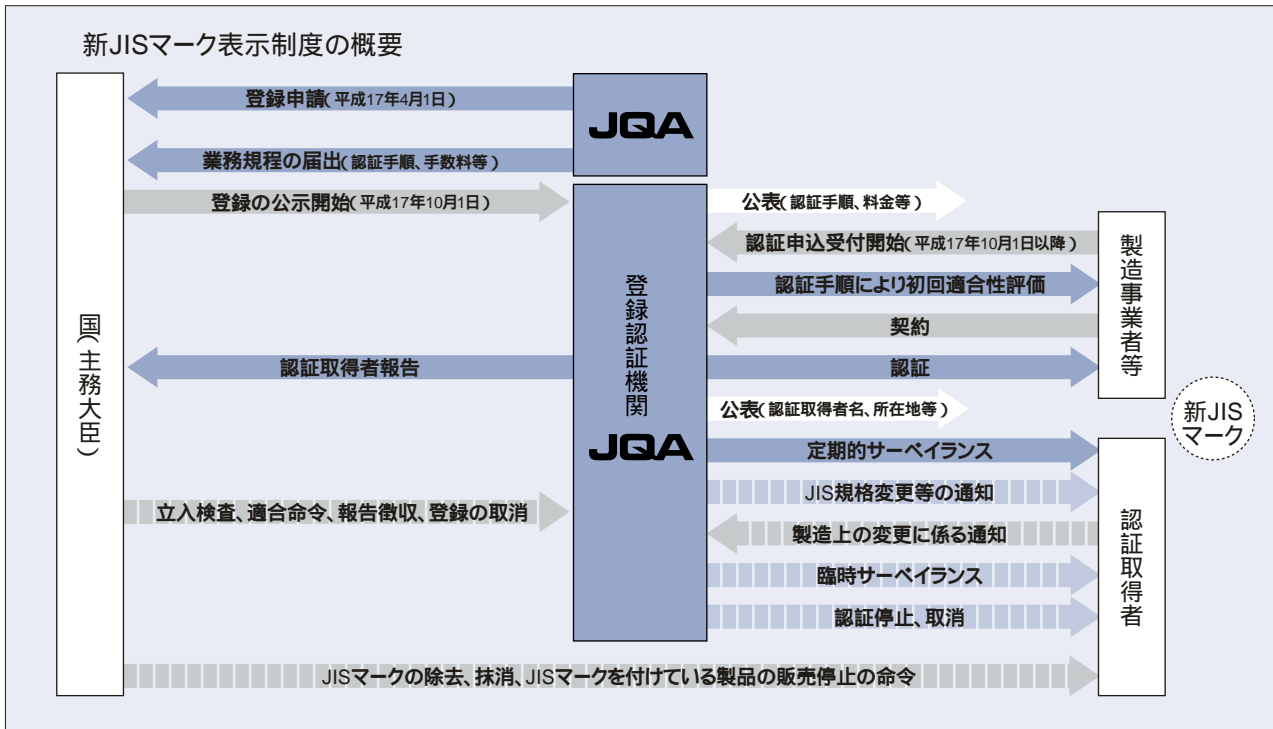 新JISマーク表示制度の概要
登録申請(平成17年4月1日)
JQA
業務規程の届出(認証手順、手数料等)
登録の公示開始(平成17年10月1日)
公表(認証手順、料金等)
認証申込受付開始(平成17年10月1日以降)
認証手順により初回適合性評価
契約
認証取得者報告
認証
公表(認証取得者名、所在地等)
国(主務大臣)
登録認証機関
JQA
製造事業者等
新JIS
マーク
定期的サーベイランス
JIS規格変更等の通知
立入検査、適合命令、報告徴収、登録の取消
製造上の変更に係る通知
臨時サーベイランス
認証停止、取消
認証取得者
JISマークの除去、抹消、JISマークを付けている製品の販売停止の命令